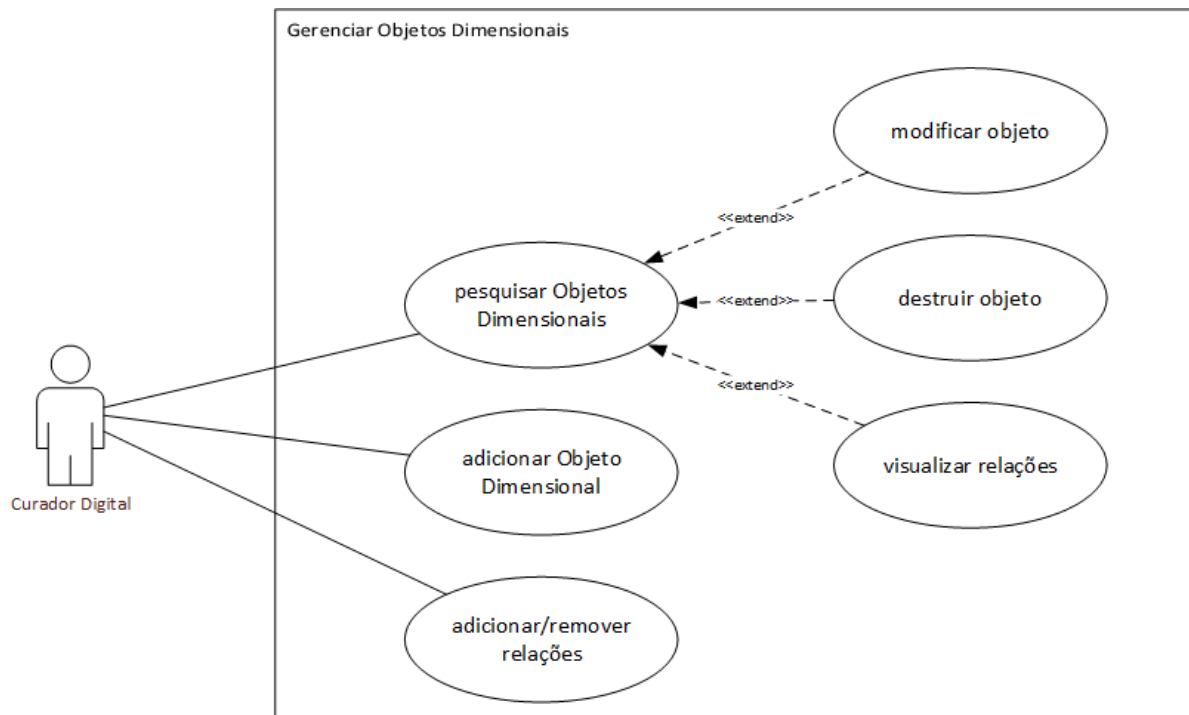 Gerenciar Objetos Dimensionais
modificar objeto
<<extend>>
pesquisar Objetos
Dimensionais
<<extend>>
destruir objeto
<<extend>>
adicionar Objeto
Dimensional
visualizar relações
Curador Digital
adicionar/remover
relações